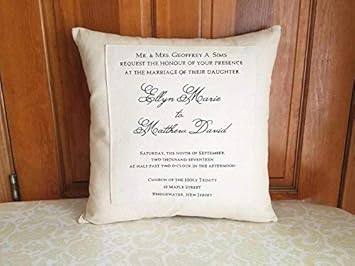 Mr. & Mrs. Geoffrey A. Sims
request the honour of your presence
at the marriage of their daughter
Ellyn Marie
to
Matthew David
Saturday, the ninth of September,
two thousand seventeen
at half past two o'clock in the afternoon
Church of the Holy Trinity
60 Maple Street
Bridgewater, New Jersey